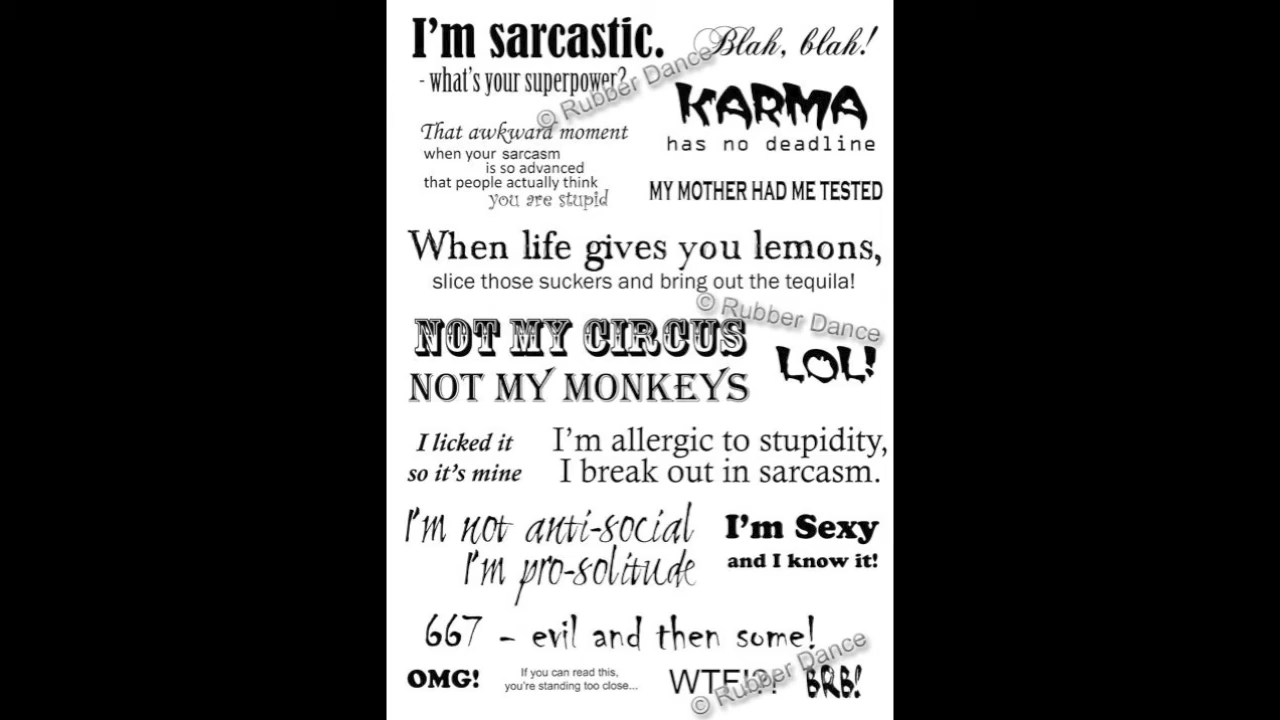 I'm sarcastic.
- what's your superpower?
Blah, blah!
© Rubber Dance
KARMA
has no deadline
That awkward moment
when your sarcasm
is so advanced
that people actually think
you are stupid
MY MOTHER HAD ME TESTED
When life gives you lemons,
slice those suckers and bring out the tequila!
© Rubber Dance
NOT MY CIRCUS
NOT MY MONKEYS
LOL!
I licked it
so it's mine
I'm allergic to stupidity,
I break out in sarcasm.
I'm not anti-social
I'm pro-solitude
I'm Sexy
and I know it!
667 - evil and then some!
OMG!
If you can read this,
you're standing too close...
WTF!?!
© Rubber Dance
BRB!